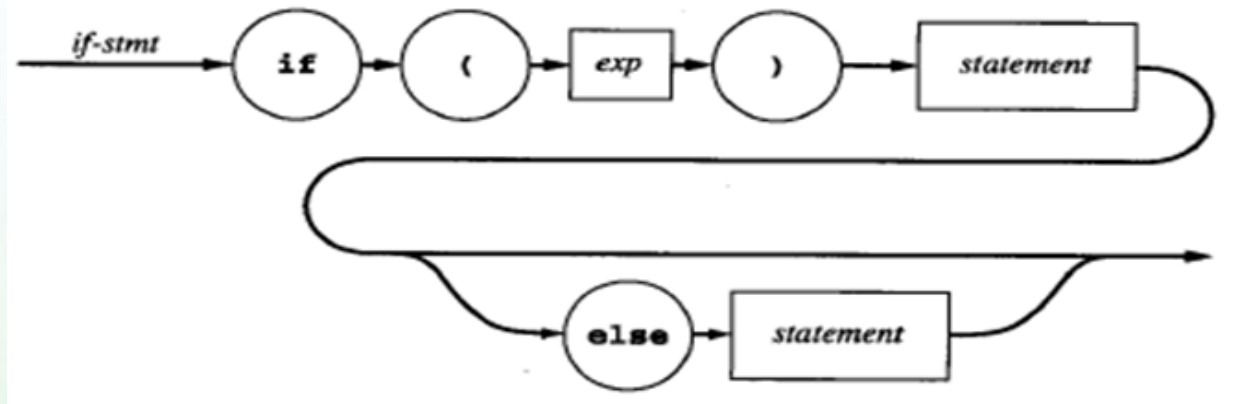 if-stmt
if ( exp ) statement
else statement